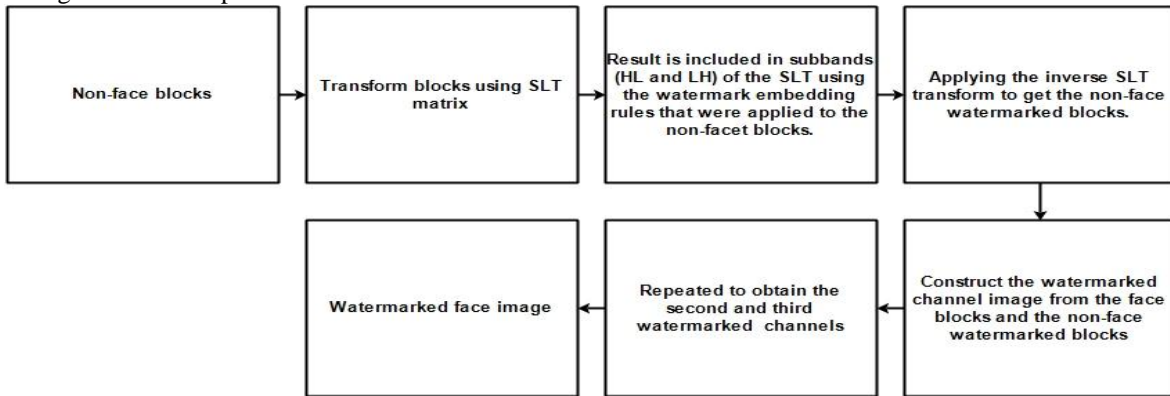 Non-face blocks
Transform blocks using SLT
matrix
Result is included in subbands
(HL and LH) of the SLT using
the watermark embedding
rules that were applied to the
non-facet blocks.
Applying the inverse SLT
transform to get the non-face
watermarked blocks.
Construct the watermarked
channel image from the face
blocks and the non-face
watermarked blocks
Repeated to obtain the
second and third
watermarked channels
Watermarked face image